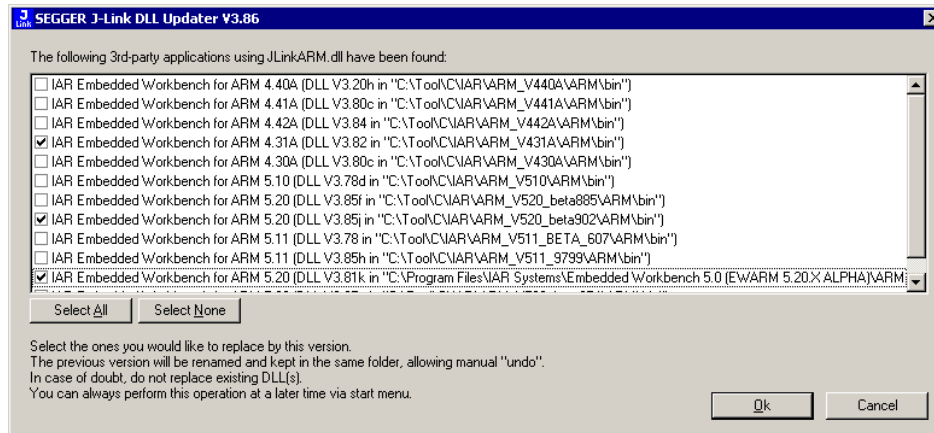 J Link SEGGER J-Link DLL Updater V3.86
The following 3rd-party applications using JLinkARM.dll have been found:
IAR Embedded Workbench for ARM 4.40A (DLL V3.20h in "C:\Tool\C\IAR\ARM_V440A\ARM\bin")
IAR Embedded Workbench for ARM 4.41A (DLL V3.80c in "C:\Tool\C\IAR\ARM_V441A\ARM\bin")
IAR Embedded Workbench for ARM 4.42A (DLL V3.84 in "C:\Tool\C\IAR\ARM_V442A\ARM\bin")
IAR Embedded Workbench for ARM 4.31A (DLL V3.82 in "C:\Tool\C\IAR\ARM_V431A\ARM\bin")
IAR Embedded Workbench for ARM 4.30A (DLL V3.80c in "C:\Tool\C\IAR\ARM_V430A\ARM\bin")
IAR Embedded Workbench for ARM 5.10 (DLL V3.78d in "C:\Tool\C\IAR\ARM_V510\ARM\bin")
IAR Embedded Workbench for ARM 5.20 (DLL V3.85f in "C:\Tool\C\IAR\ARM_V520_beta885\ARM\bin")
IAR Embedded Workbench for ARM 5.20 (DLL V3.85j in "C:\Tool\C\IAR\ARM_V520_beta902\ARM\bin")
IAR Embedded Workbench for ARM 5.11 (DLL V3.78 in "C:\Tool\C\IAR\ARM_V511_BETA_607\ARM\bin")
IAR Embedded Workbench for ARM 5.11 (DLL V3.85h in "C:\Tool\C\IAR\ARM_V511_9799\ARM\bin")
IAR Embedded Workbench for ARM 5.20 (DLL V3.81k in "C:\Program Files\IAR Systems\Embedded Workbench 5.0 (EWARM 5.20.X ALPHA)\ARM
Select All Select None
Select the ones you would like to replace by this version.
The previous version will be renamed and kept in the same folder, allowing manual "undo".
In case of doubt, do not replace existing DLL(s).
You can always perform this operation at a later time via start menu.
Ok Cancel